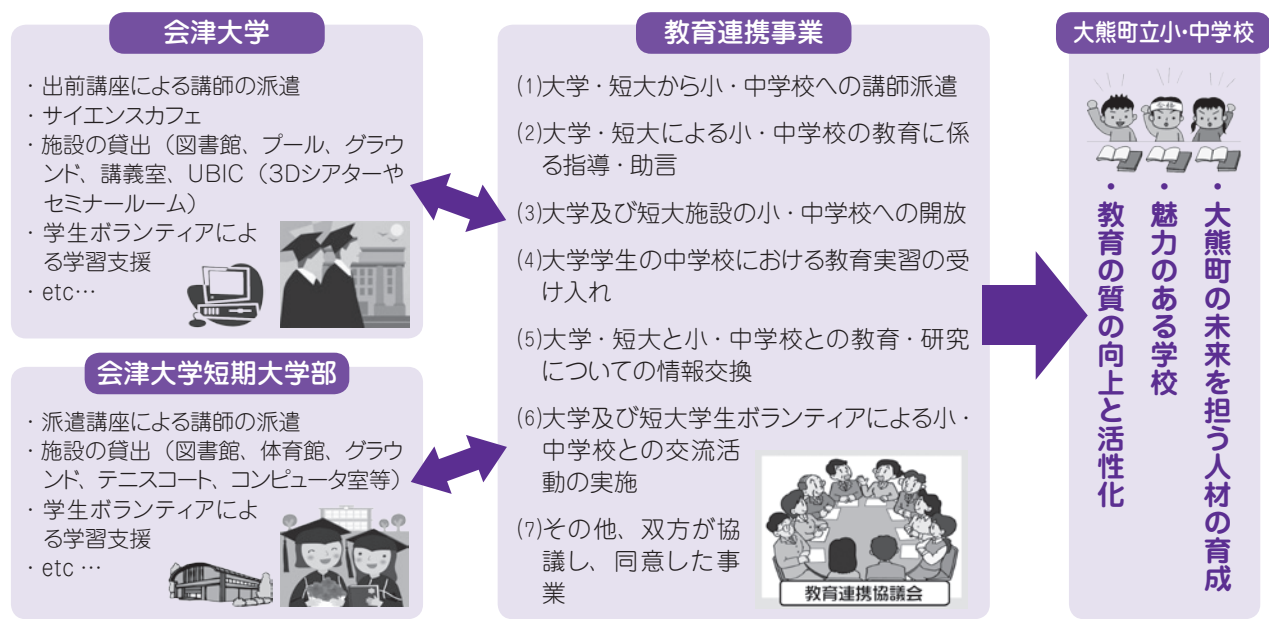 会津大学
・出前講座による講師の派遣
・サイエンスカフェ
・施設の貸出（図書館、プール、グラウ
ンド、講義室、UBIC（3Dシアターや
セミナールーム）
・学生ボランティアによ
る学習支援
・etc…
会津大学短期大学部
・派遣講座による講師の派遣
・施設の貸出（図書館、体育館、グラウ
ンド、テニスコート、コンピュータ室等）
・学生ボランティアによ
る学習支援
・etc …
教育連携事業
⑴大学・短大から小・中学校への講師派遣
⑵大学・短大による小・中学校の教育に係
る指導・助言
⑶大学及び短大施設の小・中学校への開放
⑷大学学生の中学校における教育実習の受
け入れ
⑸大学・短大と小・中学校との教育・研究
についての情報交換
⑹大学及び短大学生ボランティアによる小・
中学校との交流活
動の実施
⑺その他、双方が協
議し、同意した事
業
教育連携協議会
大熊町立小・中学校
合格
・大熊町の未来を担う人材の育成
・魅力のある学校
・教育の質の向上と活性化